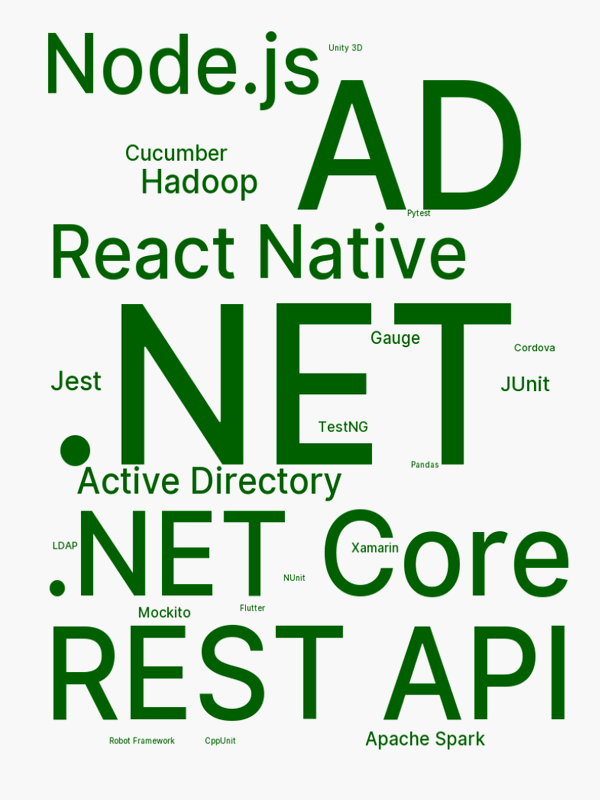 Node.js
Unity 3D
AD
Cucumber
Hadoop
Pytest
React Native
.NET
Gauge
Cordova
Jest
JUnit
TestNG
Pandas
Active Directory
.NET Core
LDAP
Xamarin
NUnit
Mockito
Flutter
REST API
Robot Framework
CppUnit
Apache Spark